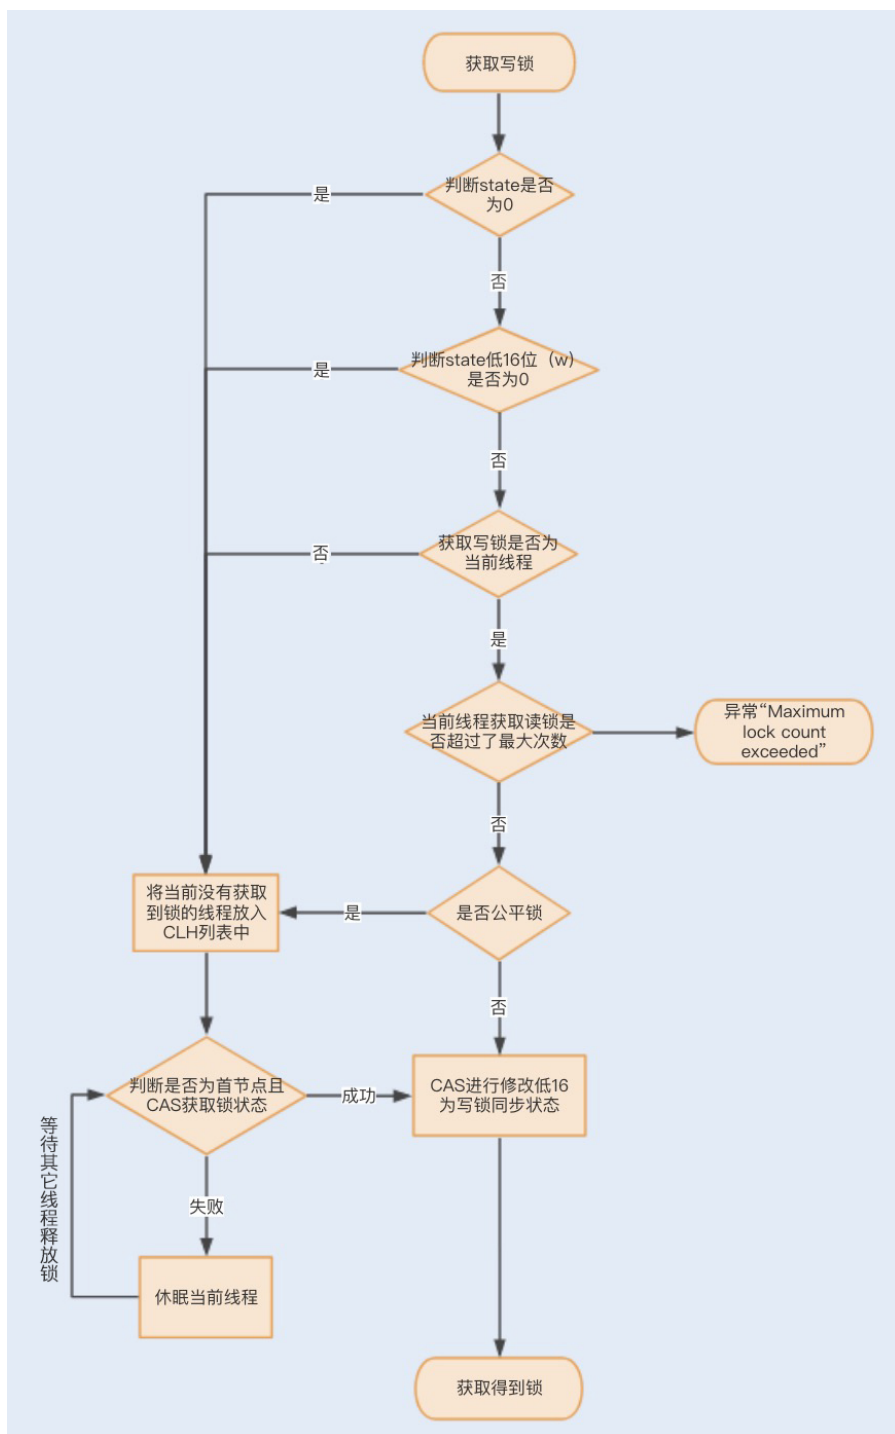 获取写锁
判断state是否
为0
是
否
判断state低16位（w）
是否为0
是
否
获取写锁是否为
当前线程
否
是
当前线程获取读锁是
否超过了最大次数
异常“Maximum
lock count
exceeded”
否
将当前没有获取
到锁的线程放入
CLH列表中
是
是否公平锁
否
判断是否为首节点且
CAS获取锁状态
成功
CAS进行修改低16
为写锁同步状态
等待其它线程释放锁
失败
休眠当前线程
获取得到锁